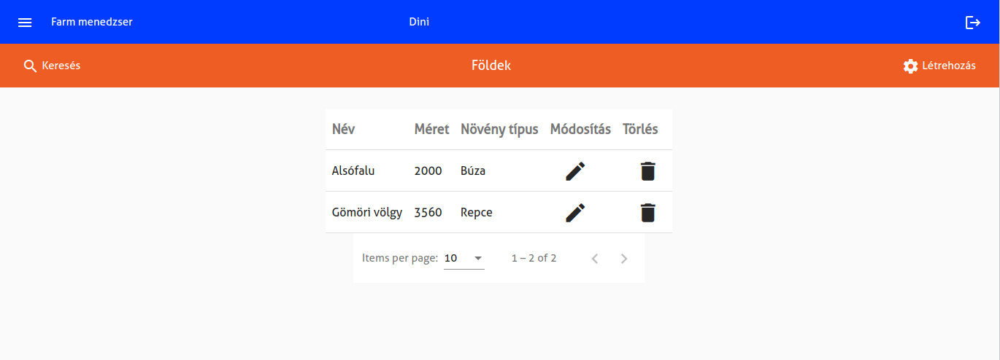 Farm menedzser Dini
Keresés Földek Létrehozás
Név Méret Növény típus Módosítás Törlés
Alsófalu 2000 Búza
Gömöri völgy 3560 Repce
Items per page: 10 1 – 2 of 2